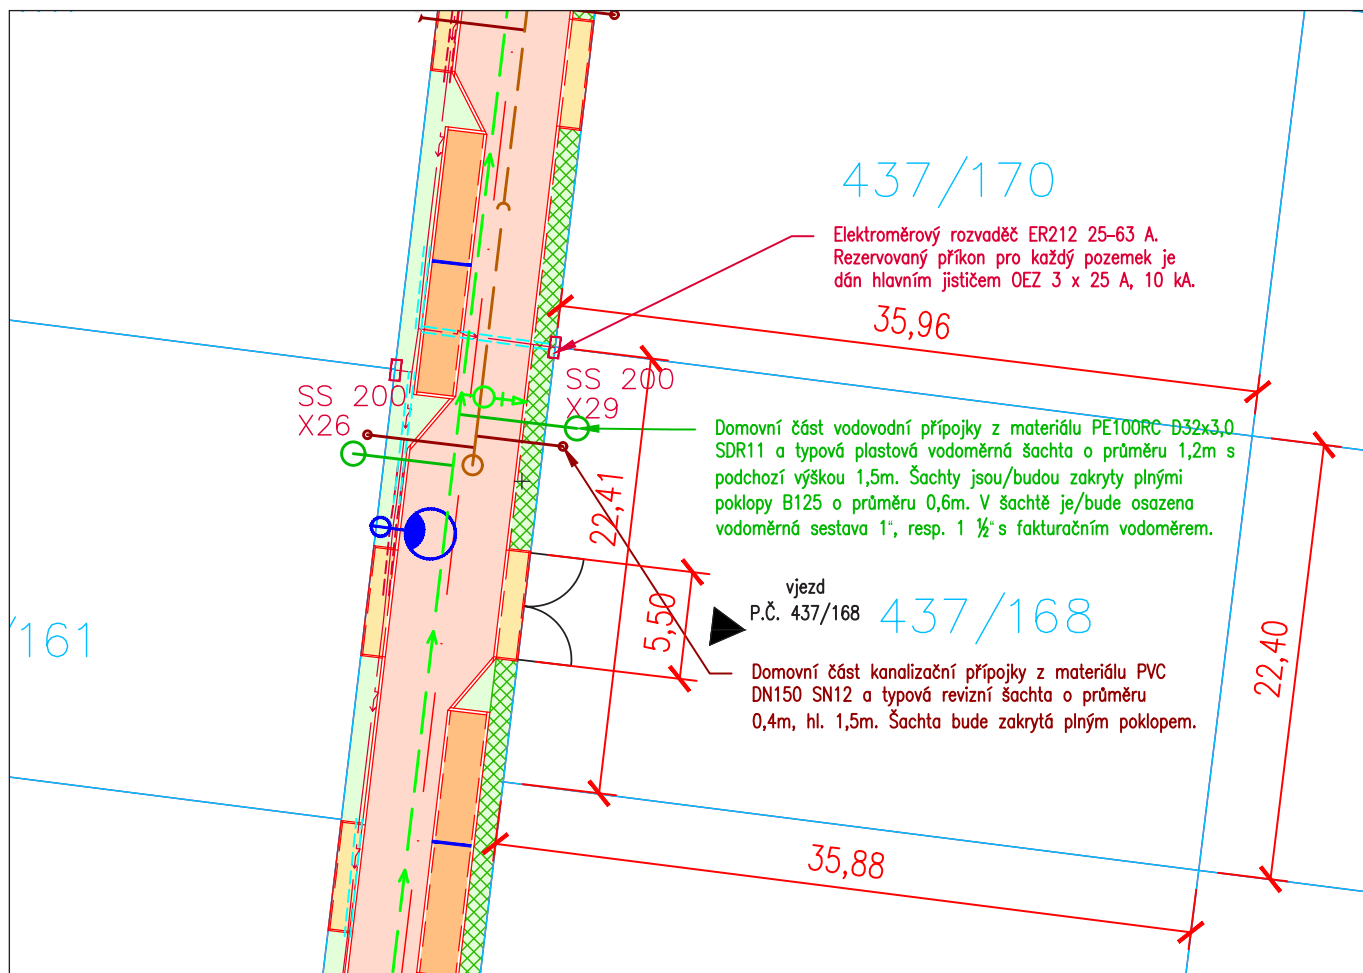 437/170
Elektroměrový rozvaděč ER212 25-63 A.
Rezervovaný příkon pro každý pozemek je
dán hlavním jističem OEZ 3 x 25 A, 10 kA.
35,96
SS 200
X26
SS 200
X29
Domovní část vodovodní přípojky z materiálu PE100RC D32x3,0
SDR11 a typová plastová vodoměrná šachta o průměru 1,2m s
podchozí výškou 1,5m. Šachty jsou/budou zakryty plnými
poklopy B125 o průměru 0,6m. V šachtě je/bude osazena
vodoměrná sestava 1", resp. 1 ½" s fakturačním vodoměrem.
22,41
vjezd
P.Č. 437/168
437/168
5,50
/161
22,40
Domovní část kanalizační přípojky z materiálu PVC
DN150 SN12 a typová revizní šachta o průměru
0,4m, hl. 1,5m. Šachta bude zakrytá plným poklopem.
35,88